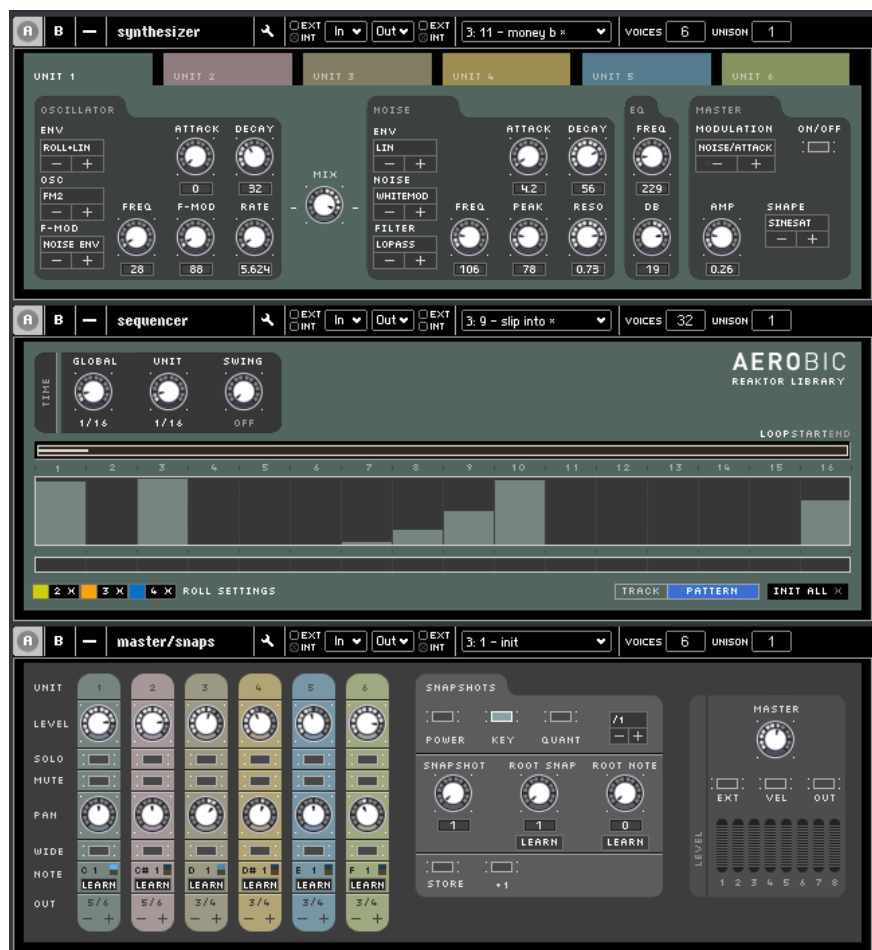 A B synthesizer EXT INT In Out EXT INT 3: 11 - money b × VOICES 6 UNISON 1
UNIT 1 UNIT 2 UNIT 3 UNIT 4 UNIT 5 UNIT 6
OSCILLATOR NOISE EQ MASTER
ENV ATTACK DECAY ENV ATTACK DECAY FREQ MODULATION ON/OFF
ROLL+LIN LIN NOISE/ATTACK
- + - + - +
OSC MIX NOISE
FM2 0 32 WHITEMOD 4.2 56 229
- + FREQ F-MOD RATE - + FREQ PEAK RESO DB AMP SHAPE
F-MOD FILTER SINESAT
NOISE ENV LOPASS - +
- + 28 88 5.624 - + 106 78 0.73 19 0.26
A B sequencer EXT INT In Out EXT INT 3: 9 - slip into × VOICES 32 UNISON 1
TIME GLOBAL UNIT SWING
AEROBIC
REAKTOR LIBRARY
1/16 1/16 OFF
LOOPSTARTEND
1 2 3 4 5 6 7 8 9 10 11 12 13 14 15 16
2 X 3 X 4 X ROLL SETTINGS TRACK PATTERN INIT ALL X
A B master/snaps EXT INT In Out EXT INT 3: 1 - init VOICES 6 UNISON 1
UNIT 1 2 3 4 5 6
LEVEL
SOLO
MUTE
PAN
WIDE
NOTE C 1 C# 1 D 1 D# 1 E 1 F 1
LEARN LEARN LEARN LEARN LEARN LEARN
OUT 5/6 5/6 3/4 3/4 3/4 3/4
- + - + - + - + - + - +
SNAPSHOTS
/1
- +
POWER KEY QUANT
SNAPSHOT ROOT SNAP ROOT NOTE
1 1 0
LEARN LEARN
STORE +1
MASTER
EXT VEL OUT
LEVEL
1 2 3 4 5 6 7 8